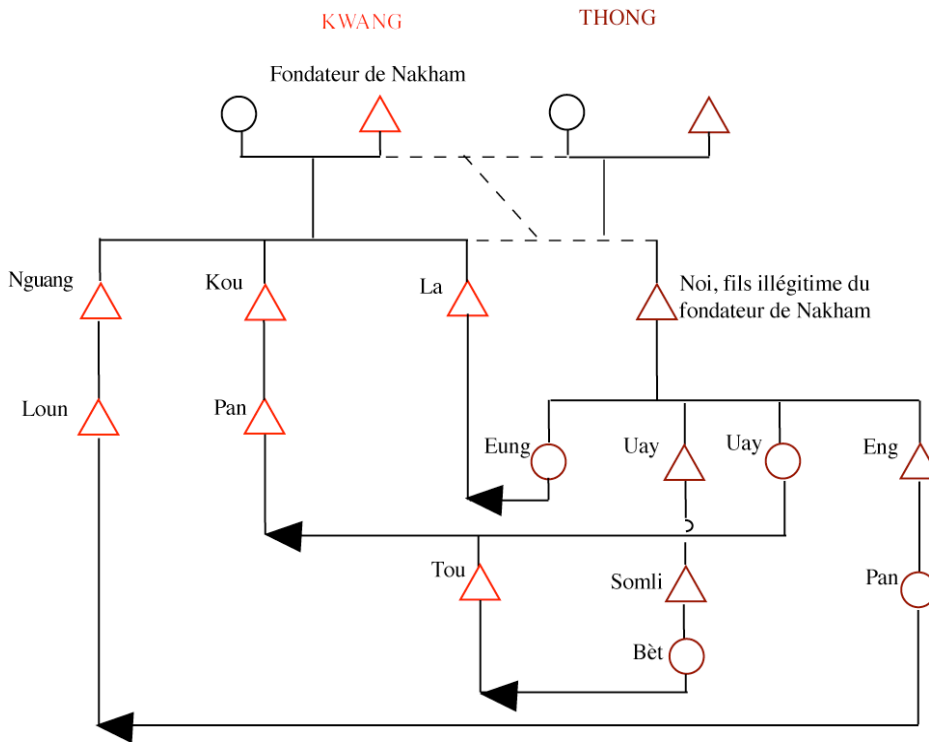 KWANG
THONG
Fondateur de Nakham
Nguang
Kou
La
Noi, fils illégitime du
fondateur de Nakham
Loun
Pan
Eung
Uay
Uay
Eng
Tou
Somli
Pan
Bèt